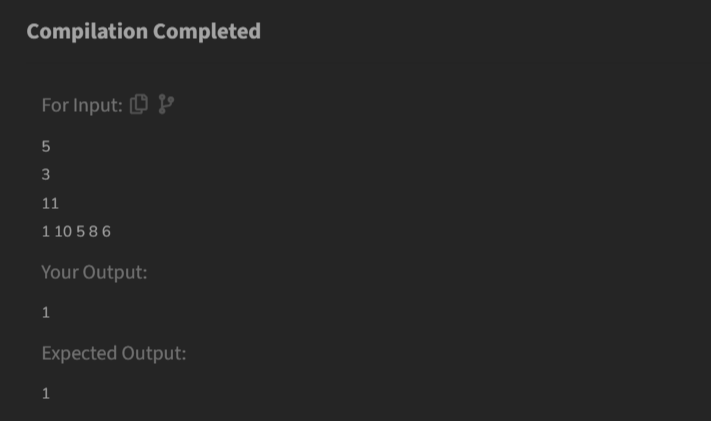 Compilation Completed
For Input:
5
3
11
1 10 5 8 6
Your Output:
1
Expected Output:
1